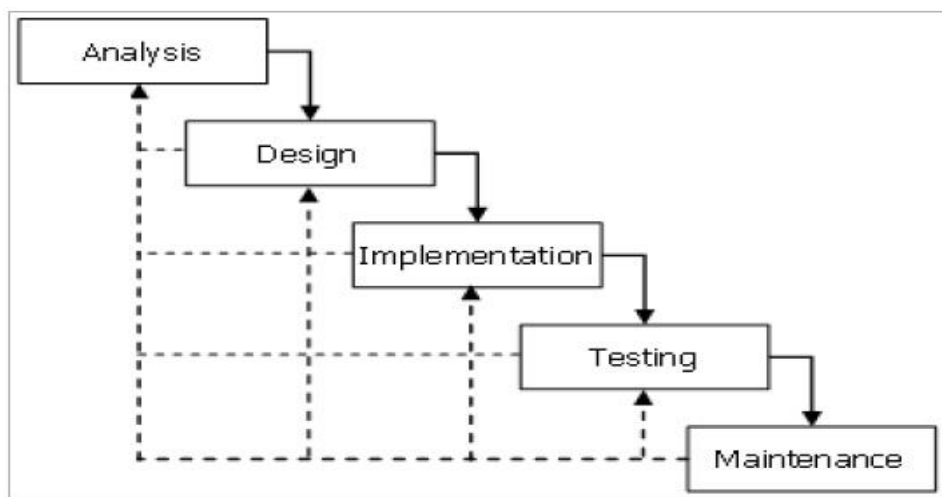 Analysis
Design
Implementation
Testing
Maintenance